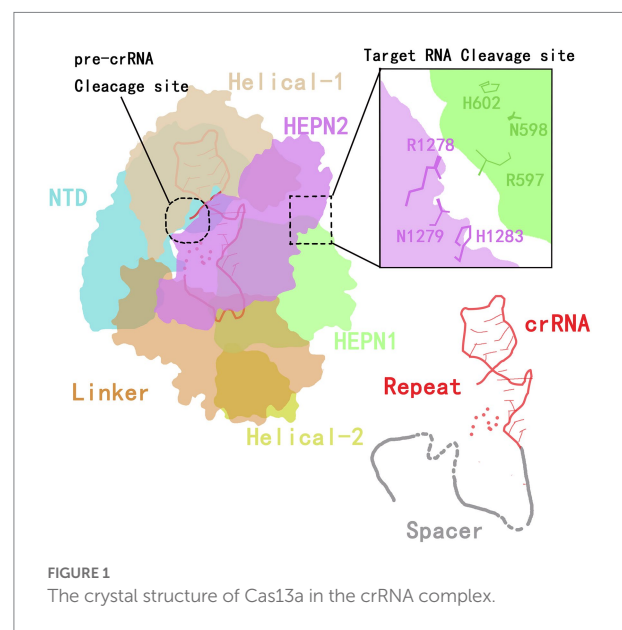 pre-crRNA
Cleacage site
Target RNA Cleavage site
Helical-1
HEPN2
NTD
H602
N598
R1278
R597
N1279
H1283
HEPN1
crRNA
Linker
Repeat
Helical-2
Spacer
FIGURE 1
The crystal structure of Cas13a in the crRNA complex.